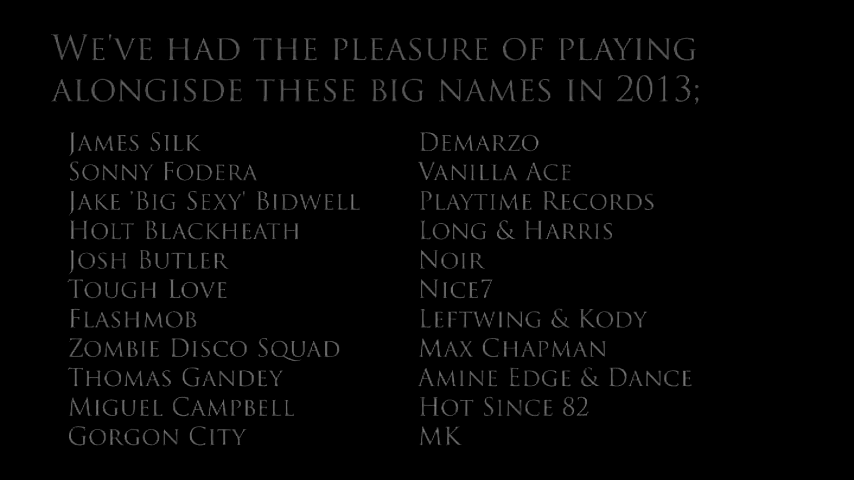 We've had the pleasure of playing
alongisde these big names in 2013;
James Silk
Sonny Fodera
Jake 'Big Sexy' Bidwell
Holt Blackheath
Josh Butler
Tough Love
Flashmob
Zombie Disco Squad
Thomas Gandey
Miguel Campbell
Gorgon City
Demarzo
Vanilla Ace
Playtime Records
Long & Harris
Noir
Nice7
Leftwing & Kody
Max Chapman
Amine Edge & Dance
Hot Since 82
MK